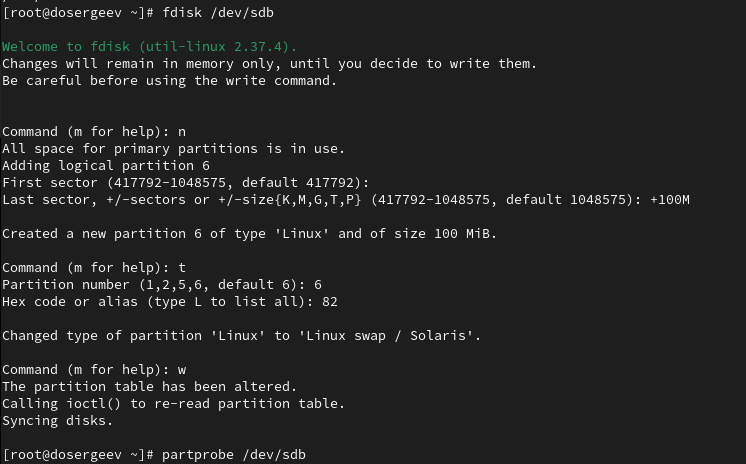 [root@dosergeev ~]# fdisk /dev/sdb
Welcome to fdisk (util-linux 2.37.4).
Changes will remain in memory only, until you decide to write them.
Be careful before using the write command.
Command (m for help): n
All space for primary partitions is in use.
Adding logical partition 6
First sector (417792-1048575, default 417792):
Last sector, +/-sectors or +/-size{K,M,G,T,P} (417792-1048575, default 1048575): +100M
Created a new partition 6 of type 'Linux' and of size 100 MiB.
Command (m for help): t
Partition number (1,2,5,6, default 6): 6
Hex code or alias (type L to list all): 82
Changed type of partition 'Linux' to 'Linux swap / Solaris'.
Command (m for help): w
The partition table has been altered.
Calling ioctl() to re-read partition table.
Syncing disks.
[root@dosergeev ~]# partprobe /dev/sdb